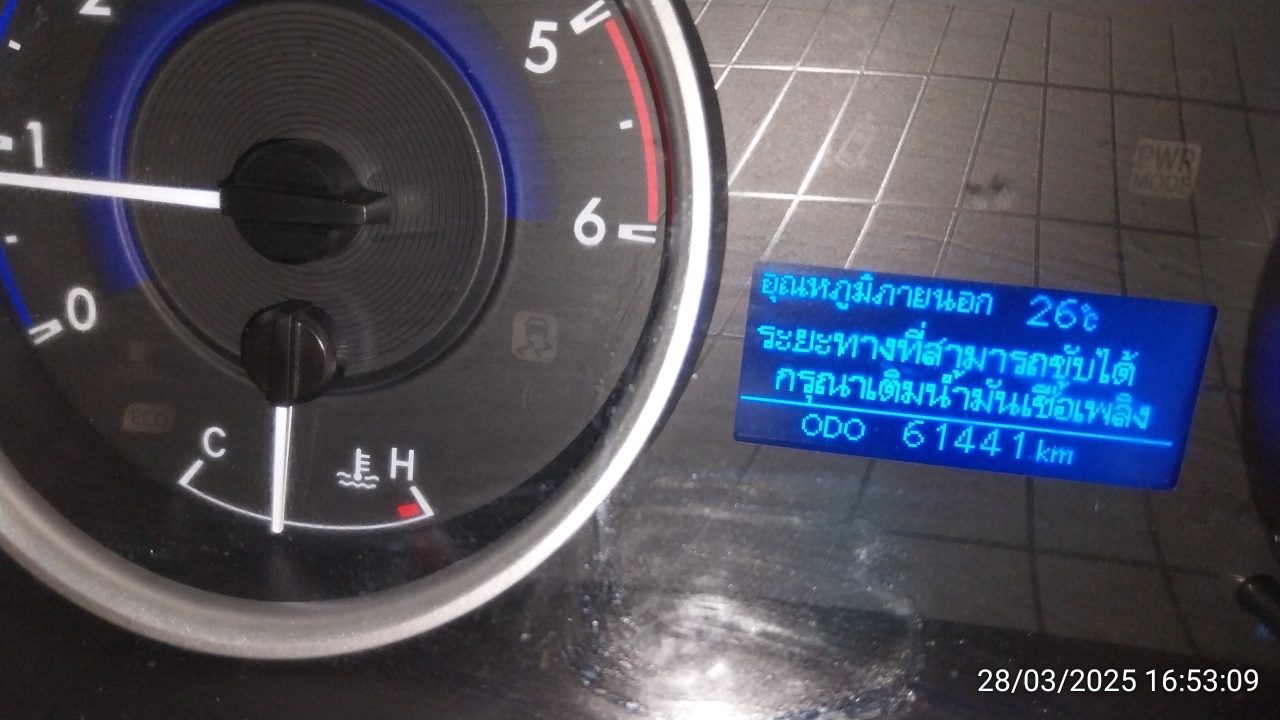 2
5
1
6
0
PWR
MODE
ECO
C
H
อุณหภูมิภายนอก 26°C
ระยะทางที่สามารถขับได้
กรุณาเติมน้ำมันเชื้อเพลิง
ODO 61441 km
28/03/2025 16:53:09